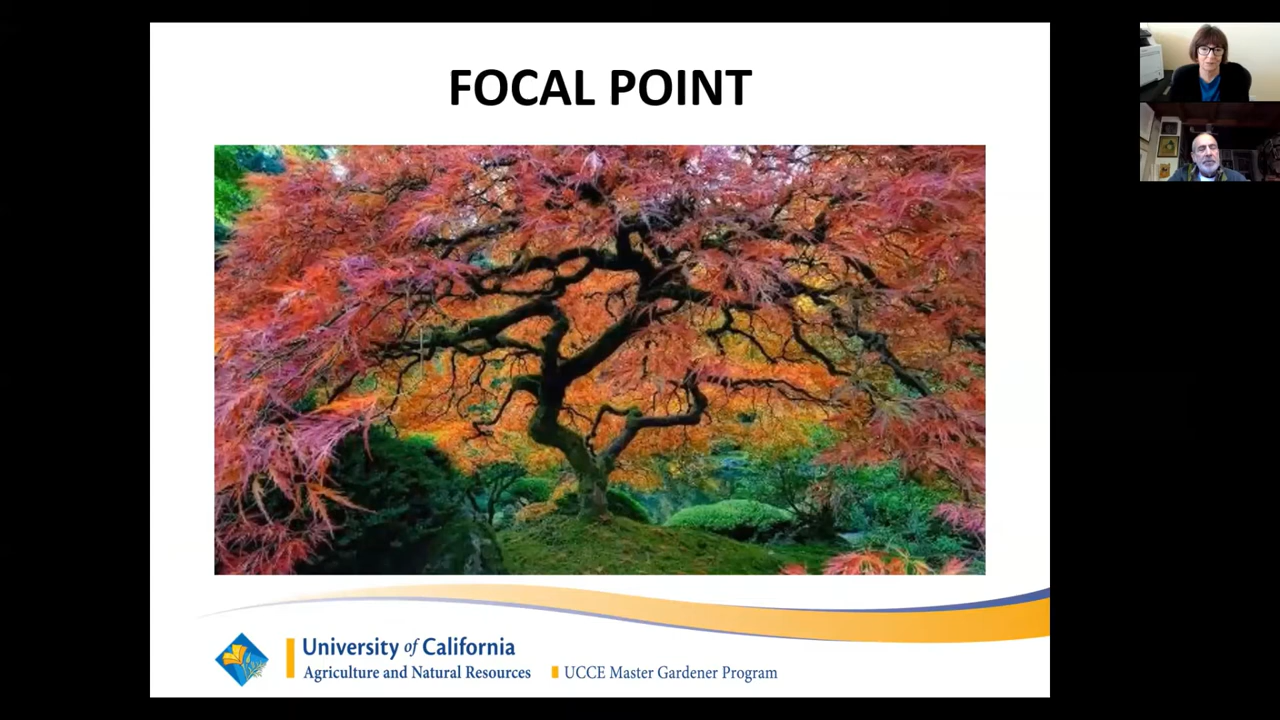 FOCAL POINT
University of California
Agriculture and Natural Resources
UCCE Master Gardener Program